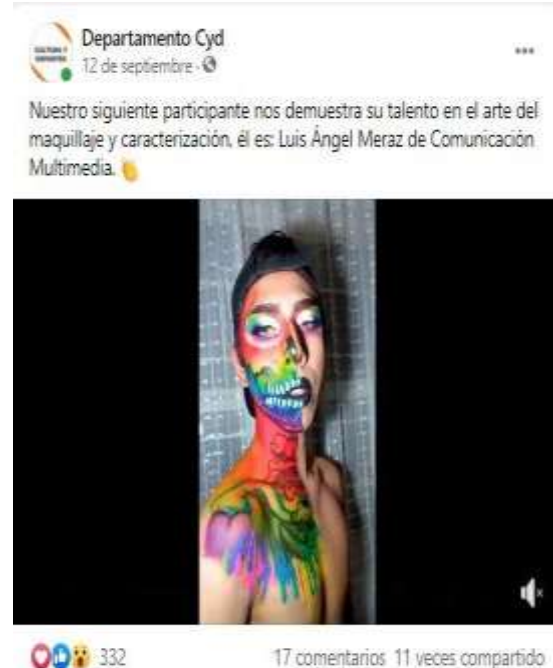 Departamento Cyd
12 de septiembre ·
Nuestro siguiente participante nos demuestra su talento en el arte del
maquillaje y caracterización, él es: Luis Ángel Meraz de Comunicación
Multimedia.
332
17 comentarios 11 veces compartido